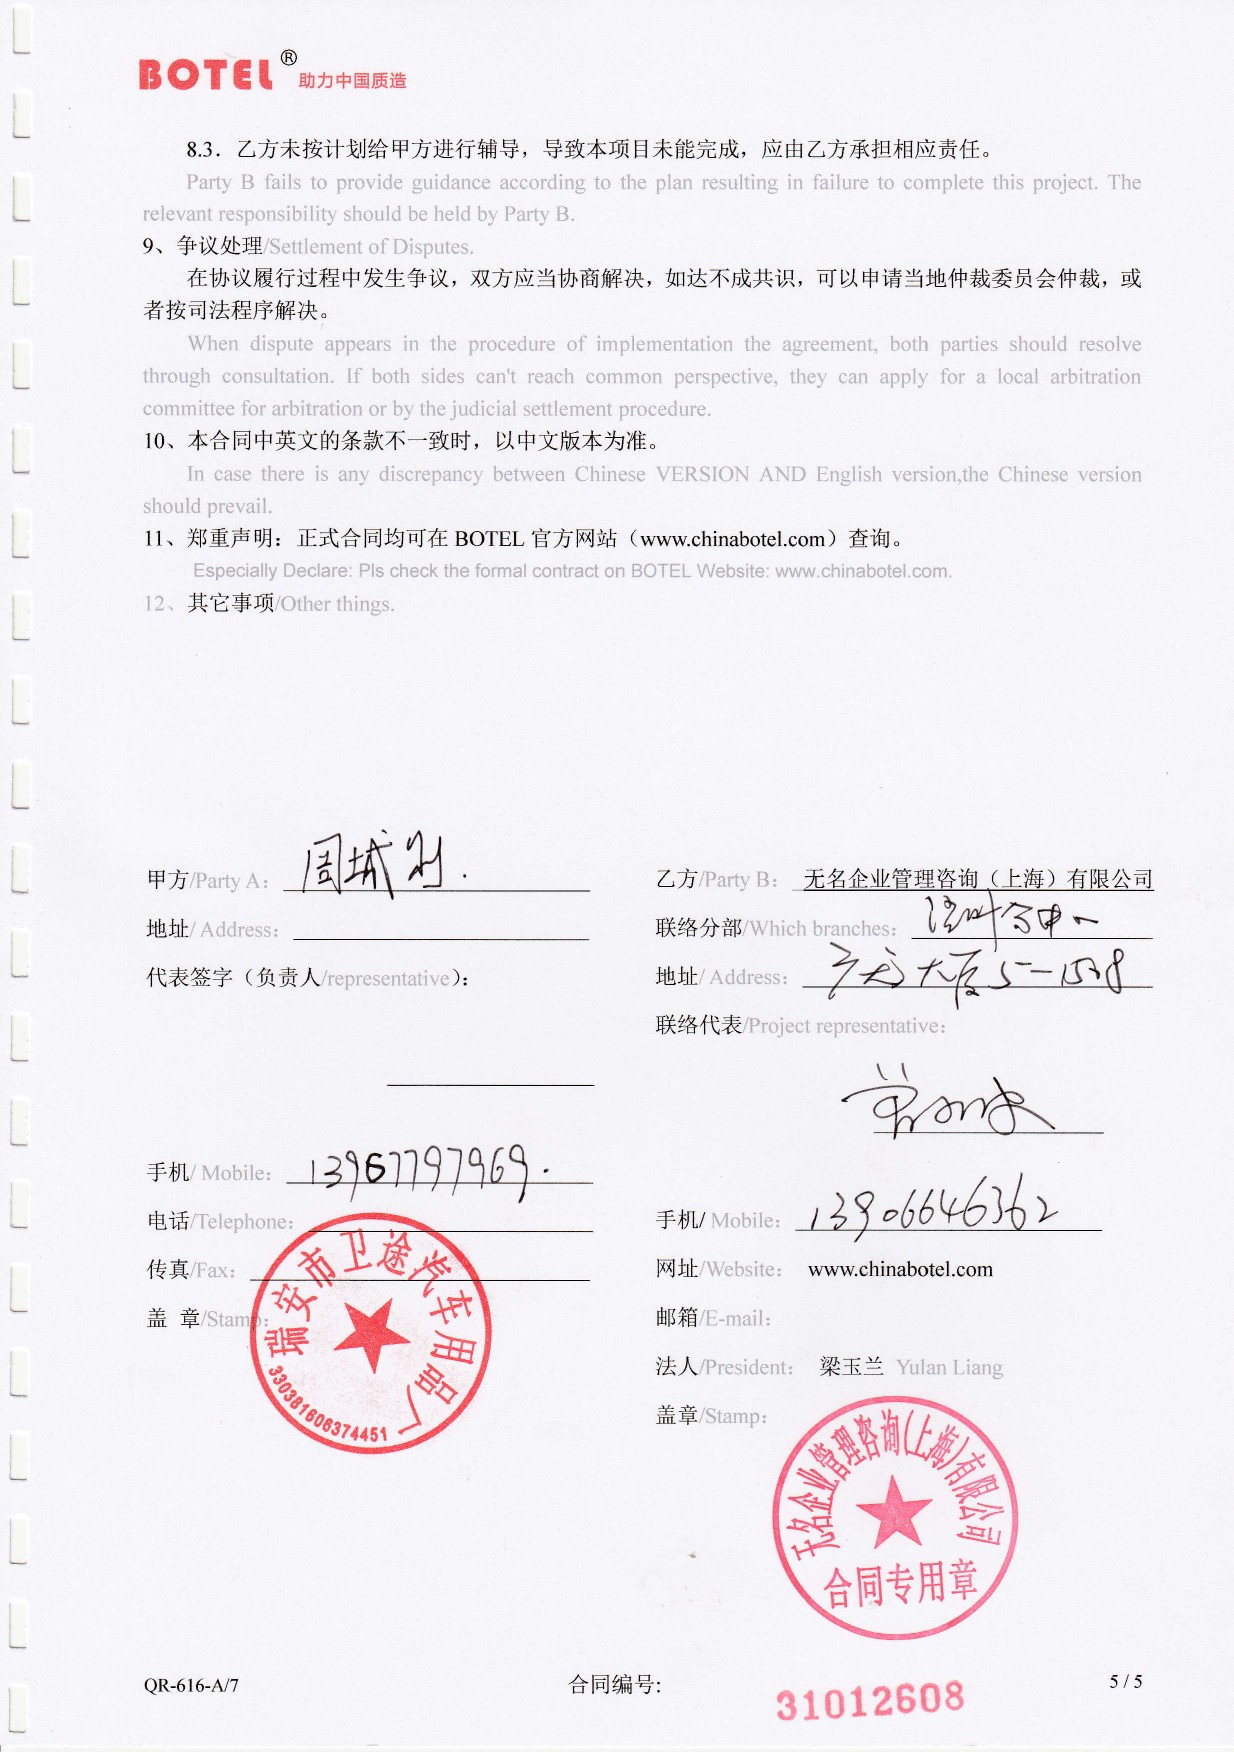 BOTEL® 助力中国质造
8.3．乙方未按计划给甲方进行辅导，导致本项目未能完成，应由乙方承担相应责任。
Party B fails to provide guidance according to the plan resulting in failure to complete this project. The
relevant responsibility should be held by Party B.
9、争议处理/Settlement of Disputes.
在协议履行过程中发生争议，双方应当协商解决，如达不成共识，可以申请当地仲裁委员会仲裁，或
者按司法程序解决。
When dispute appears in the procedure of implementation the agreement, both parties should resolve
through consultation. If both sides can't reach common perspective, they can apply for a local arbitration
committee for arbitration or by the judicial settlement procedure.
10、本合同中英文的条款不一致时，以中文版本为准。
In case there is any discrepancy between Chinese VERSION AND English version,the Chinese version
should prevail.
11、郑重声明：正式合同均可在 BOTEL 官方网站（www.chinabotel.com）查询。
Especially Declare: Pls check the formal contract on BOTEL Website: www.chinabotel.com.
12、其它事项/Other things.
甲方/Party A：周城
地址/ Address：
代表签字（负责人/representative）：
手机/ Mobile：13967797969.
电话/Telephone：
传真/Fax：
盖 章/Stamp：
瑞安市卫途汽车用品厂
330381606374451
乙方/Party B：无名企业管理咨询（上海）有限公司
联络分部/Which branches：
地址/ Address：大厦5-1508
联络代表/Project representative：
手机/ Mobile：13906646362
网址/Website：www.chinabotel.com
邮箱/E-mail：
法人/President：梁玉兰 Yulan Liang
盖章/Stamp：
无名企业管理咨询(上海)有限公司
合同专用章
QR-616-A/7 合同编号: 31012608 5 / 5